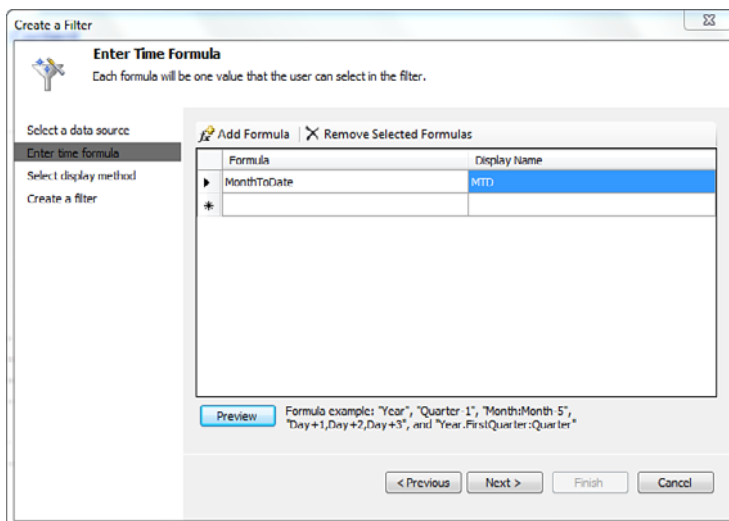 Create a Filter
Enter Time Formula
Each formula will be one value that the user can select in the filter.
Select a data source
Enter time formula
Select display method
Create a filter
Add Formula
Remove Selected Formulas
Formula
Display Name
MonthToDate
MTD
Preview
Formula example: "Year", "Quarter-1", "Month:Month-5",
"Day+1,Day+2,Day+3", and "Year.FirstQuarter:Quarter"
< Previous
Next >
Finish
Cancel